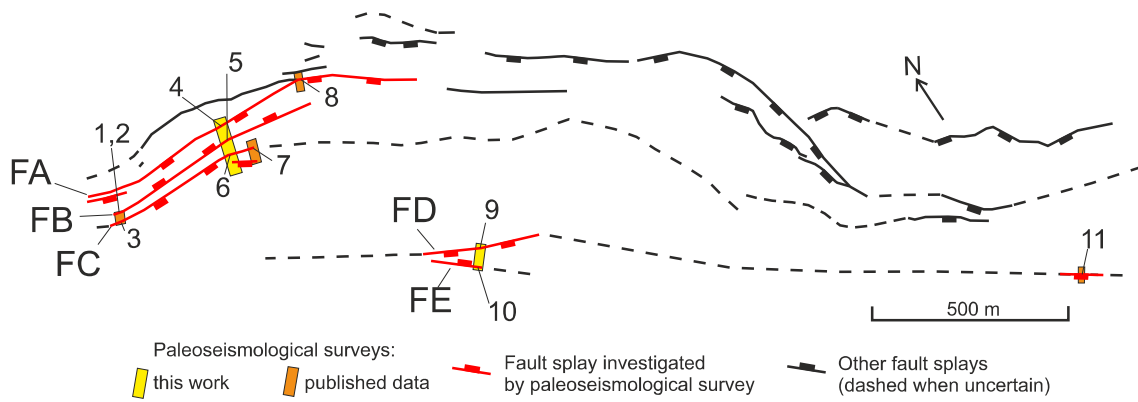 N
5
4
8
1,2
7
FA
6
FB
3
FC
9
FD
11
FE
10
500 m
Paleoseismological surveys:
this work
published data
Fault splay investigated
by paleoseismological survey
Other fault splays
(dashed when uncertain)